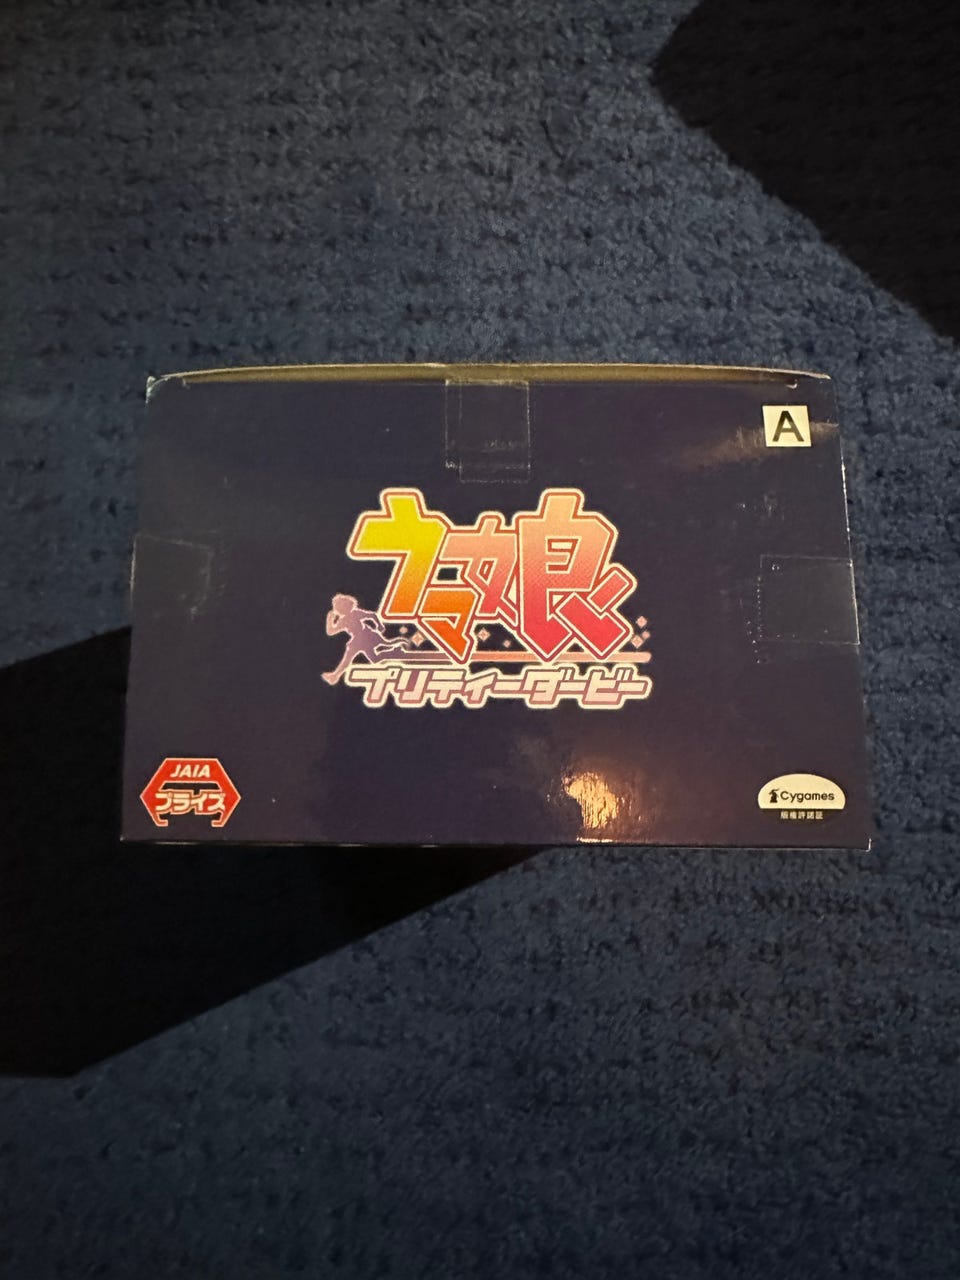 A
ウマ娘
プリティーダービー
JAIA
プライズ
Cygames
版権許諾証